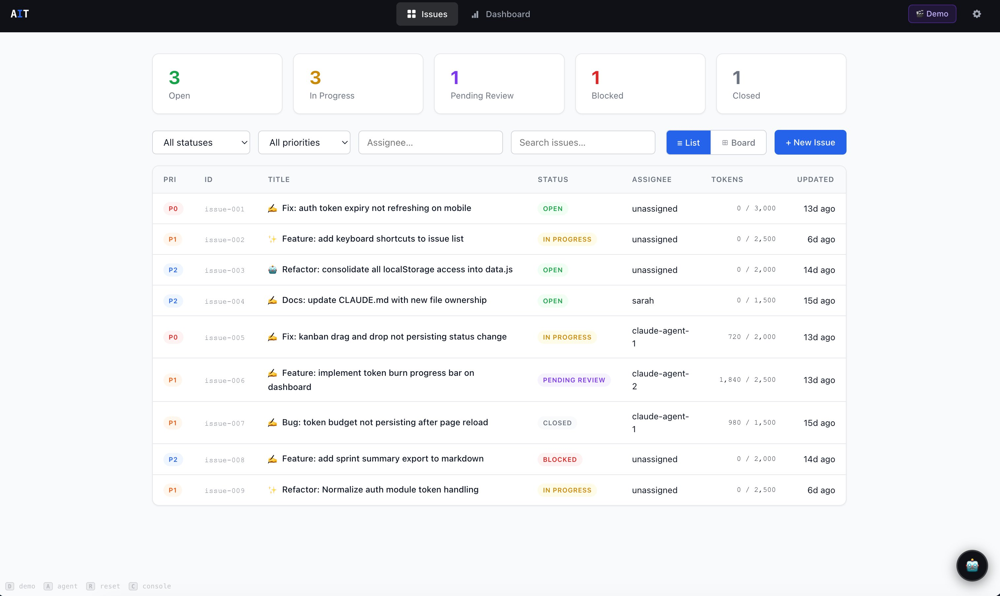 AIT
Issues
Dashboard
🎬 Demo
3
Open
3
In Progress
1
Pending Review
1
Blocked
1
Closed
All statuses
All priorities
Assignee...
Search issues...
≡ List
⊞ Board
+ New Issue
PRI ID TITLE STATUS ASSIGNEE TOKENS UPDATED
P0 issue-001 ✍️ Fix: auth token expiry not refreshing on mobile OPEN unassigned 0 / 3,000 13d ago
P1 issue-002 ✨ Feature: add keyboard shortcuts to issue list IN PROGRESS unassigned 0 / 2,500 6d ago
P2 issue-003 🤖 Refactor: consolidate all localStorage access into data.js OPEN unassigned 0 / 2,000 14d ago
P2 issue-004 ✍️ Docs: update CLAUDE.md with new file ownership OPEN sarah 0 / 1,500 15d ago
P0 issue-005 ✍️ Fix: kanban drag and drop not persisting status change IN PROGRESS claude-agent-
1
720 / 2,000 13d ago
P1 issue-006 ✍️ Feature: implement token burn progress bar on
dashboard
PENDING REVIEW claude-agent-
2
1,840 / 2,500 13d ago
P1 issue-007 ✍️ Bug: token budget not persisting after page reload CLOSED claude-agent-
1
980 / 1,500 15d ago
P2 issue-008 ✍️ Feature: add sprint summary export to markdown BLOCKED unassigned 0 / 2,000 14d ago
P1 issue-009 ✨ Refactor: Normalize auth module token handling IN PROGRESS unassigned 0 / 2,500 6d ago
D demo A agent R reset C console